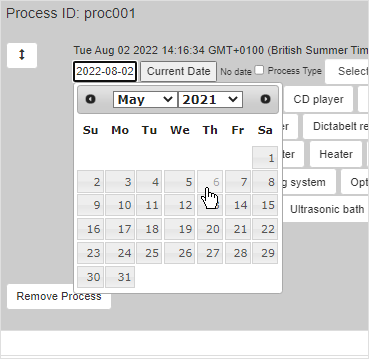 Process ID: proc001
Tue Aug 02 2022 14:16:34 GMT+0100 (British Summer Tim
2022-08-02 Current Date No date Process Type Select
May 2021
CD player
Su Mo Tu We Th Fr Sa
Dictabelt re
1
Heater
2 3 4 5 6 7 8
g system Opt
9 10 11 12 13 14 15
Ultrasonic bath
16 17 18 19 20 21 22
23 24 25 26 27 28 29
30 31
Remove Process